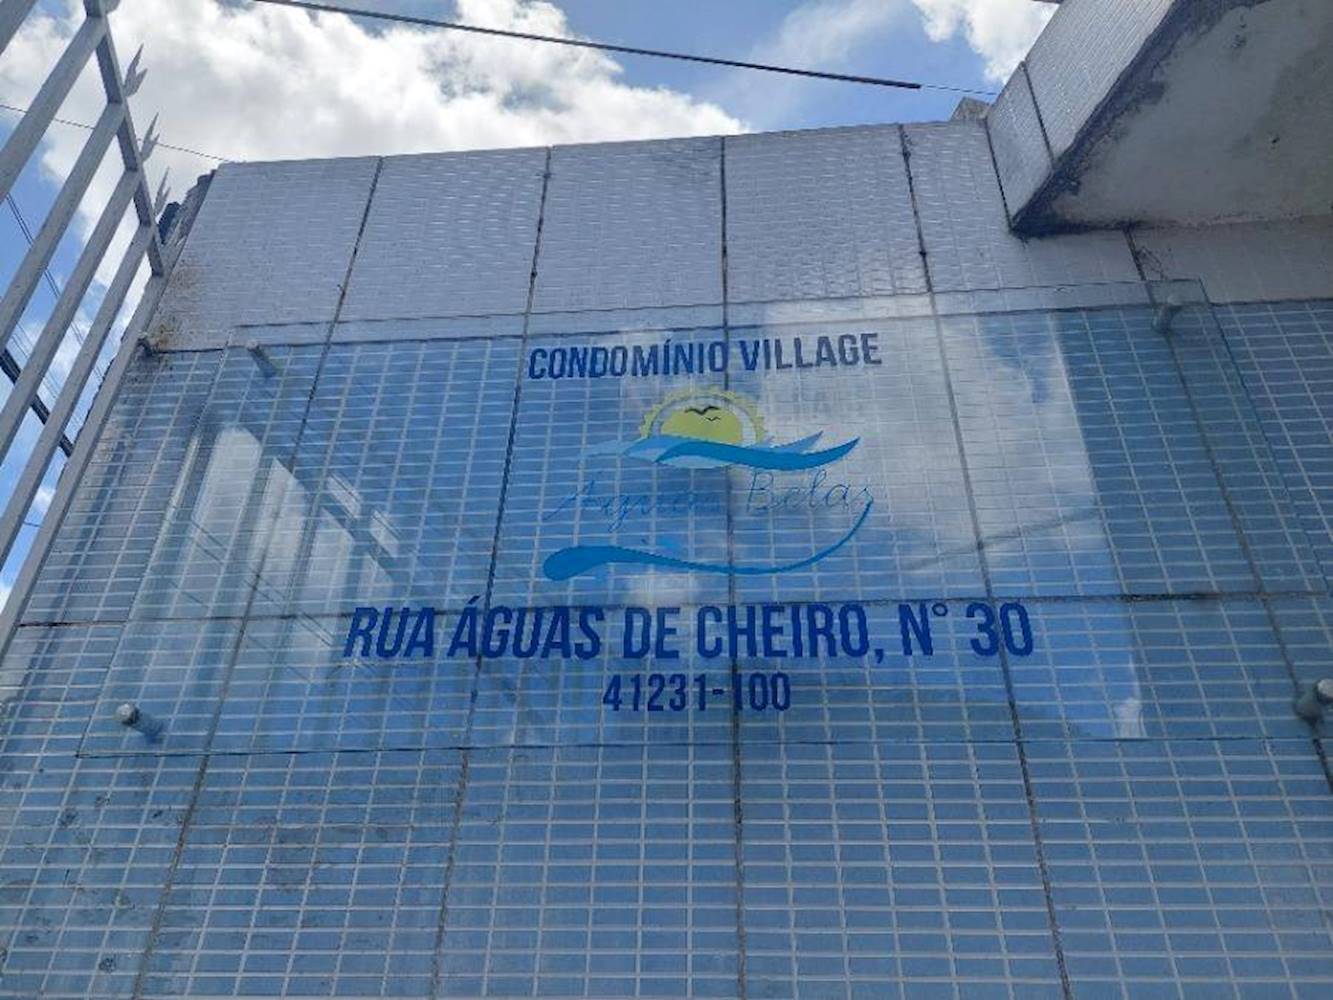 CONDOMÍNIO VILLAGE
Águas Belas
RUA ÁGUAS DE CHEIRO, N° 30
41231-100